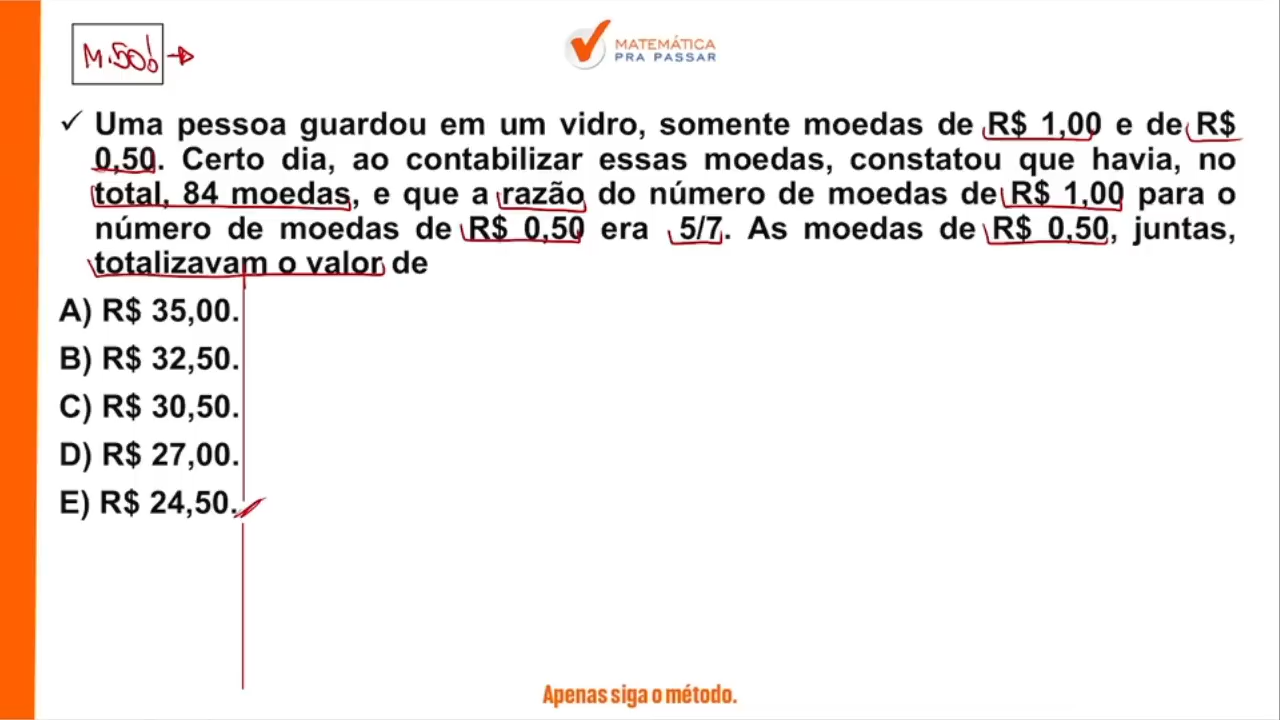 M.50!
MATEMÁTICA
PRA PASSAR
✓ Uma pessoa guardou em um vidro, somente moedas de R$ 1,00 e de R$
0,50. Certo dia, ao contabilizar essas moedas, constatou que havia, no
total, 84 moedas, e que a razão do número de moedas de R$ 1,00 para o
número de moedas de R$ 0,50 era 5/7. As moedas de R$ 0,50, juntas,
totalizavam o valor de
A) R$ 35,00.
B) R$ 32,50.
C) R$ 30,50.
D) R$ 27,00.
E) R$ 24,50.
Apenas siga o método.